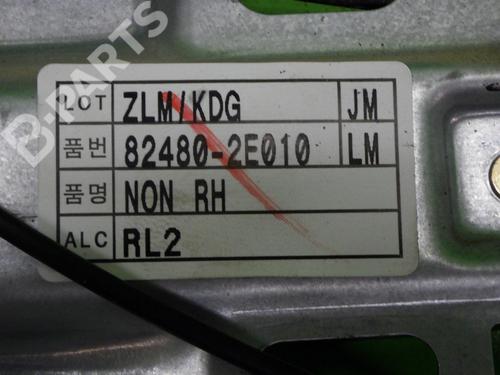 B-PARTS
LOT ZLM/KDG JM
품번 82480-2E010 LM
품명 NON RH
ALC RL2